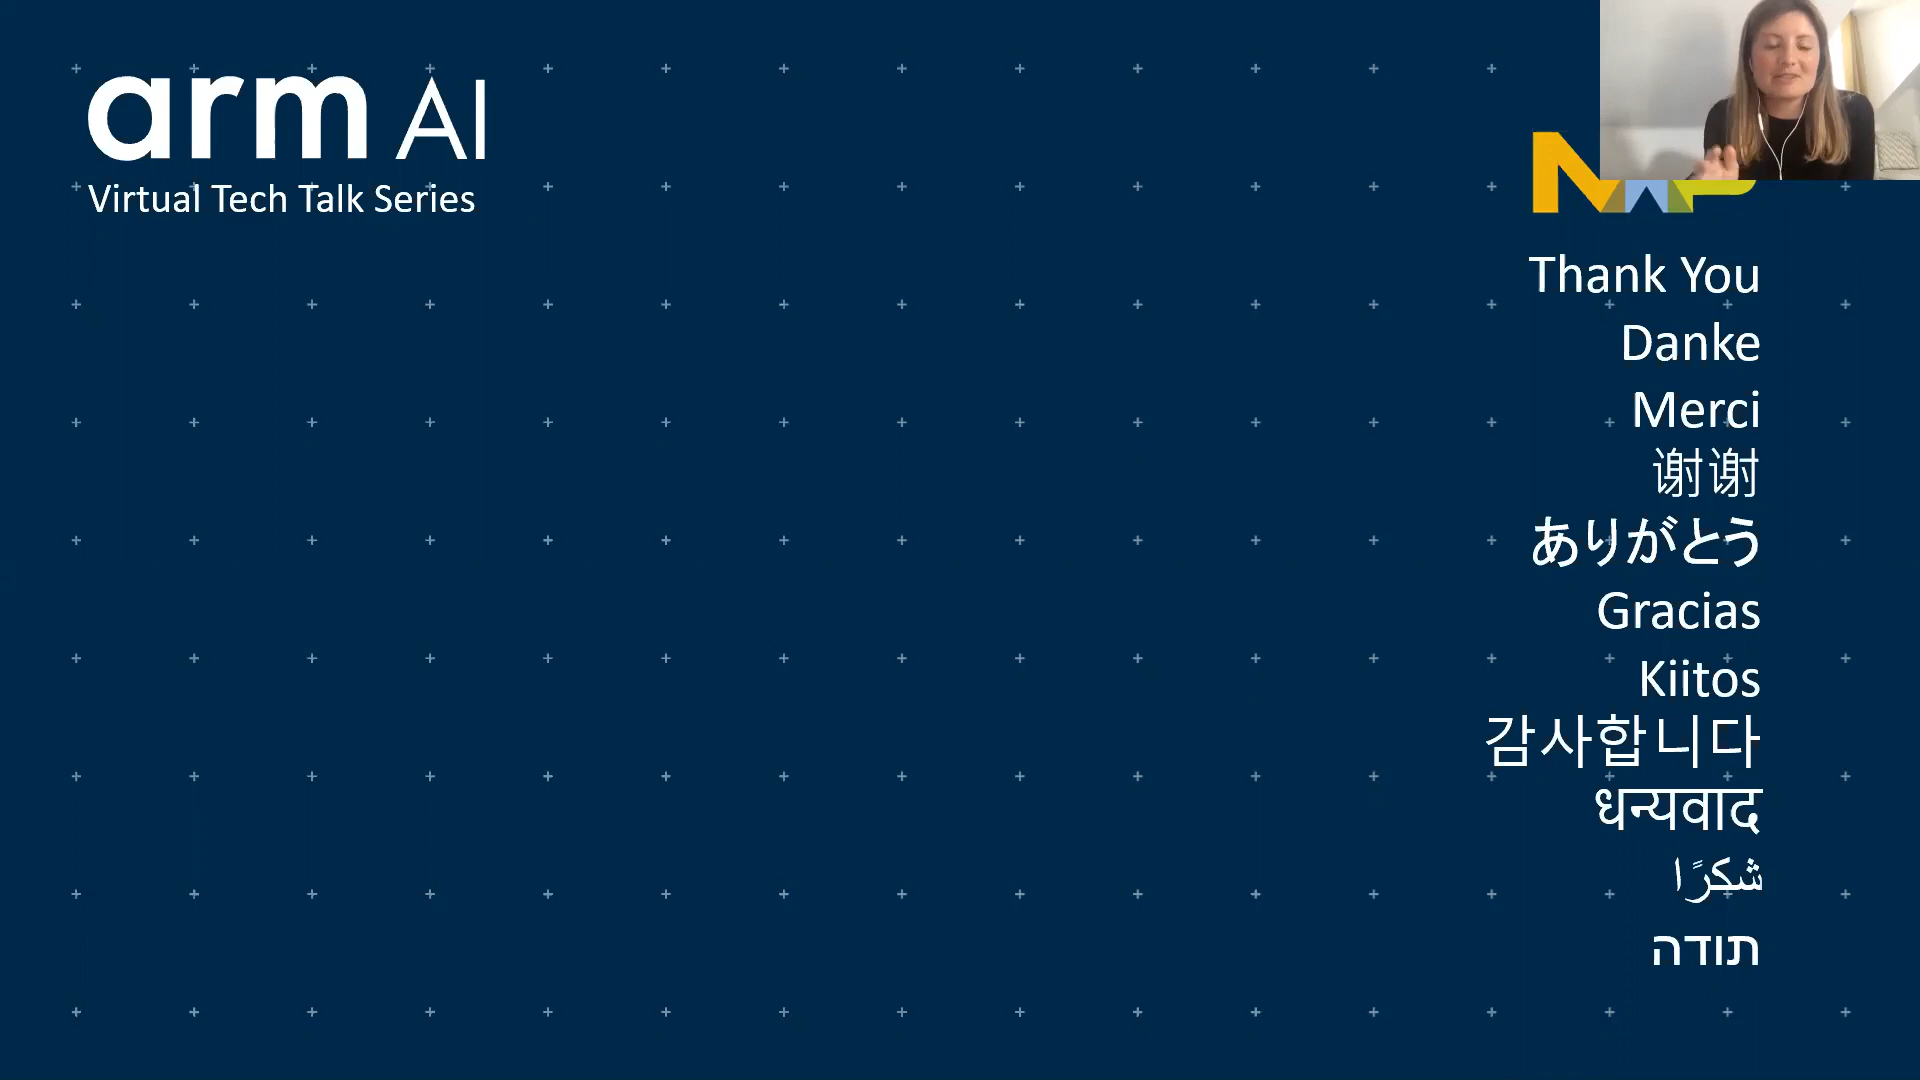 arm AI
Virtual Tech Talk Series
NXP
Thank You
Danke
Merci
谢谢
ありがとう
Gracias
Kiitos
감사합니다
धन्यवाद
شكرًا
תודה